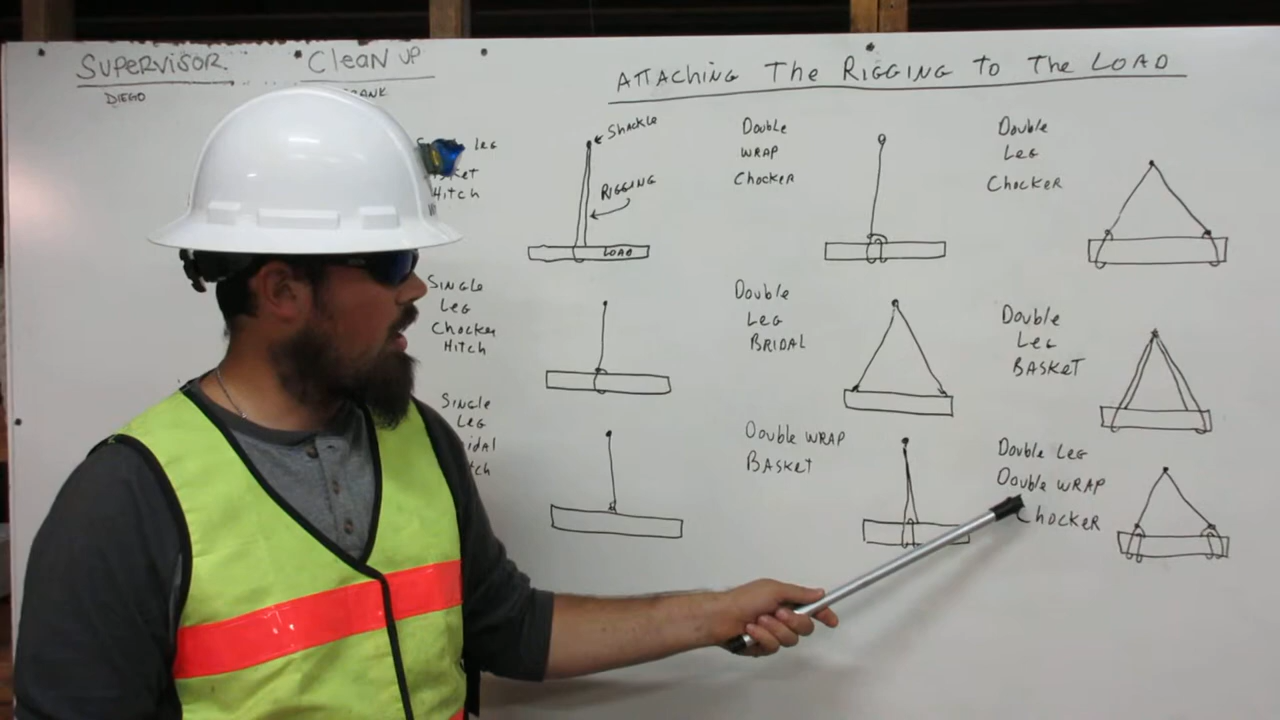 Supervisor.
Clean up
Diego
Attaching The Rigging To The Load
Leg
Hitch
Shackle
Rigging
Load
Single
Leg
Chocker
Hitch
Single
Leg
Double
Wrap
Chocker
Double
Leg
Bridal
Double Wrap
Basket
Double
Leg
Chocker
Double
Leg
Basket
Double Leg
Double Wrap
Chocker